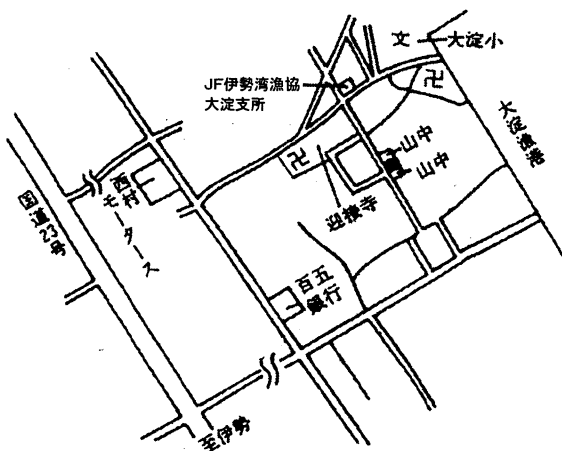 文
大淀小
JF伊勢湾漁協
大淀支所
卍
大淀漁港
山中
山中
卍
迎接寺
西村
モータース
国道23号
百五
銀行
至伊勢